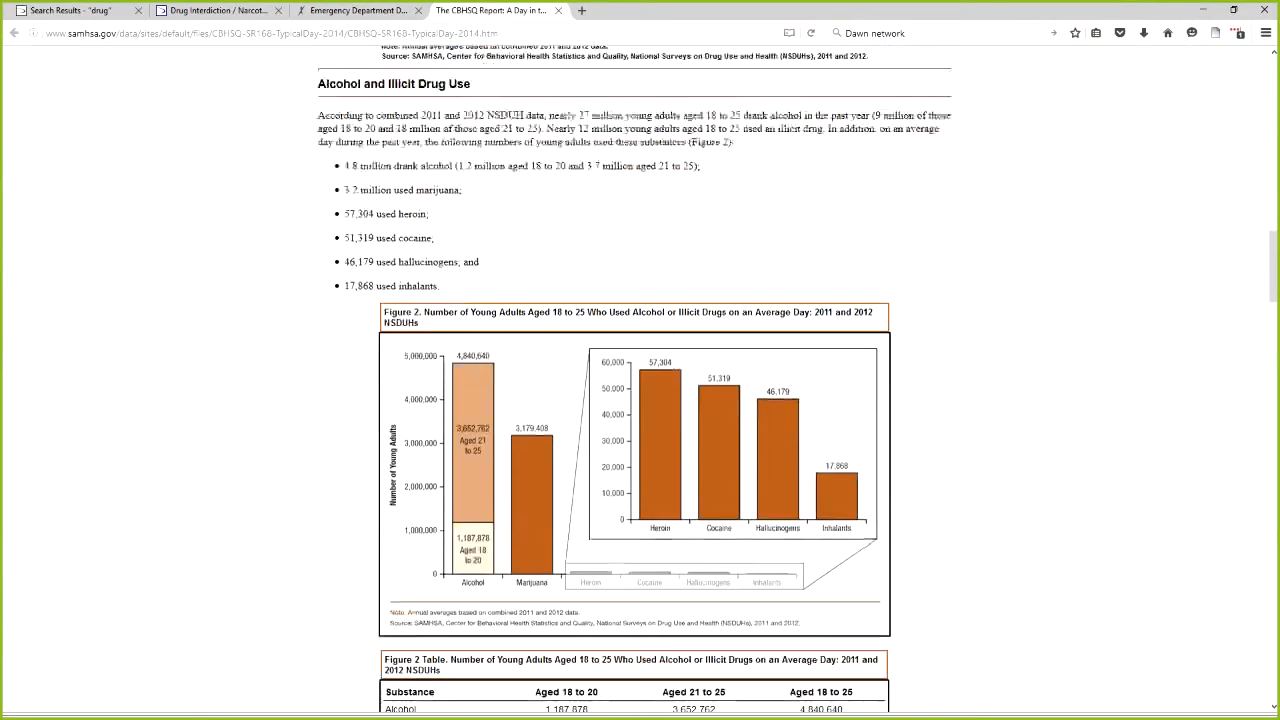 Search Results - "drug"
Drug Interdiction / Narcot...
Emergency Department D...
The CBHSQ Report: A Day in t...
www.samhsa.gov/data/sites/default/files/CBHSQ-SR168-TypicalDay-2014/CBHSQ-SR168-TypicalDay-2014.htm
Dawn network
Note: Annual averages based on combined 2011 and 2012 data.
Source: SAMHSA, Center for Behavioral Health Statistics and Quality, National Surveys on Drug Use and Health (NSDUHs), 2011 and 2012.
Alcohol and Illicit Drug Use
According to combined 2011 and 2012 NSDUH data, nearly 27 million young adults aged 18 to 25 drank alcohol in the past year (9 million of those
aged 18 to 20 and 18 million of those aged 21 to 25). Nearly 12 million young adults aged 18 to 25 used an illicit drug. In addition, on an average
day during the past year, the following numbers of young adults used these substances (Figure 2):
• 4.8 million drank alcohol (1.2 million aged 18 to 20 and 3.7 million aged 21 to 25);
• 3.2 million used marijuana;
• 57,304 used heroin;
• 51,319 used cocaine;
• 46,179 used hallucinogens; and
• 17,868 used inhalants.
Figure 2. Number of Young Adults Aged 18 to 25 Who Used Alcohol or Illicit Drugs on an Average Day: 2011 and 2012
NSDUHs
Number of Young Adults
5,000,000
4,000,000
3,000,000
2,000,000
1,000,000
0
4,840,640
3,652,762
Aged 21
to 25
1,187,878
Aged 18
to 20
3,179,408
Alcohol
Marijuana
Heroin
Cocaine
Hallucinogens
Inhalants
60,000
50,000
40,000
30,000
20,000
10,000
0
57,304
51,319
46,179
17,868
Heroin
Cocaine
Hallucinogens
Inhalants
Note: Annual averages based on combined 2011 and 2012 data.
Source: SAMHSA, Center for Behavioral Health Statistics and Quality, National Surveys on Drug Use and Health (NSDUHs), 2011 and 2012.
Figure 2 Table. Number of Young Adults Aged 18 to 25 Who Used Alcohol or Illicit Drugs on an Average Day: 2011 and
2012 NSDUHs
Substance Aged 18 to 20 Aged 21 to 25 Aged 18 to 25
Alcohol 1,187,878 3,652,762 4,840,640